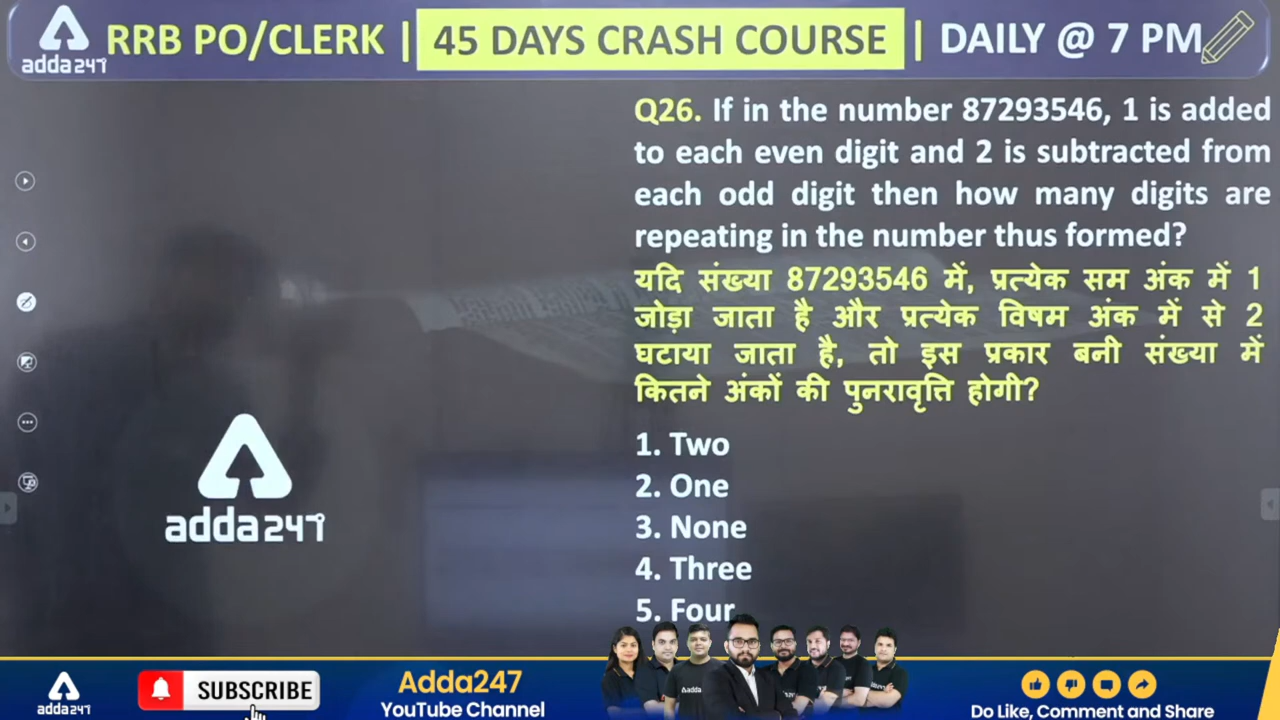 RRB PO/CLERK | 45 DAYS CRASH COURSE | DAILY @ 7 PM
adda247
Q26. If in the number 87293546, 1 is added
to each even digit and 2 is subtracted from
each odd digit then how many digits are
repeating in the number thus formed?
यदि संख्या 87293546 में, प्रत्येक सम अंक में 1
जोड़ा जाता है और प्रत्येक विषम अंक में से 2
घटाया जाता है, तो इस प्रकार बनी संख्या में
कितने अंकों की पुनरावृत्ति होगी?
1. Two
2. One
3. None
4. Three
5. Four
adda247
adda247
SUBSCRIBE
Adda247
YouTube Channel
Do Like, Comment and Share